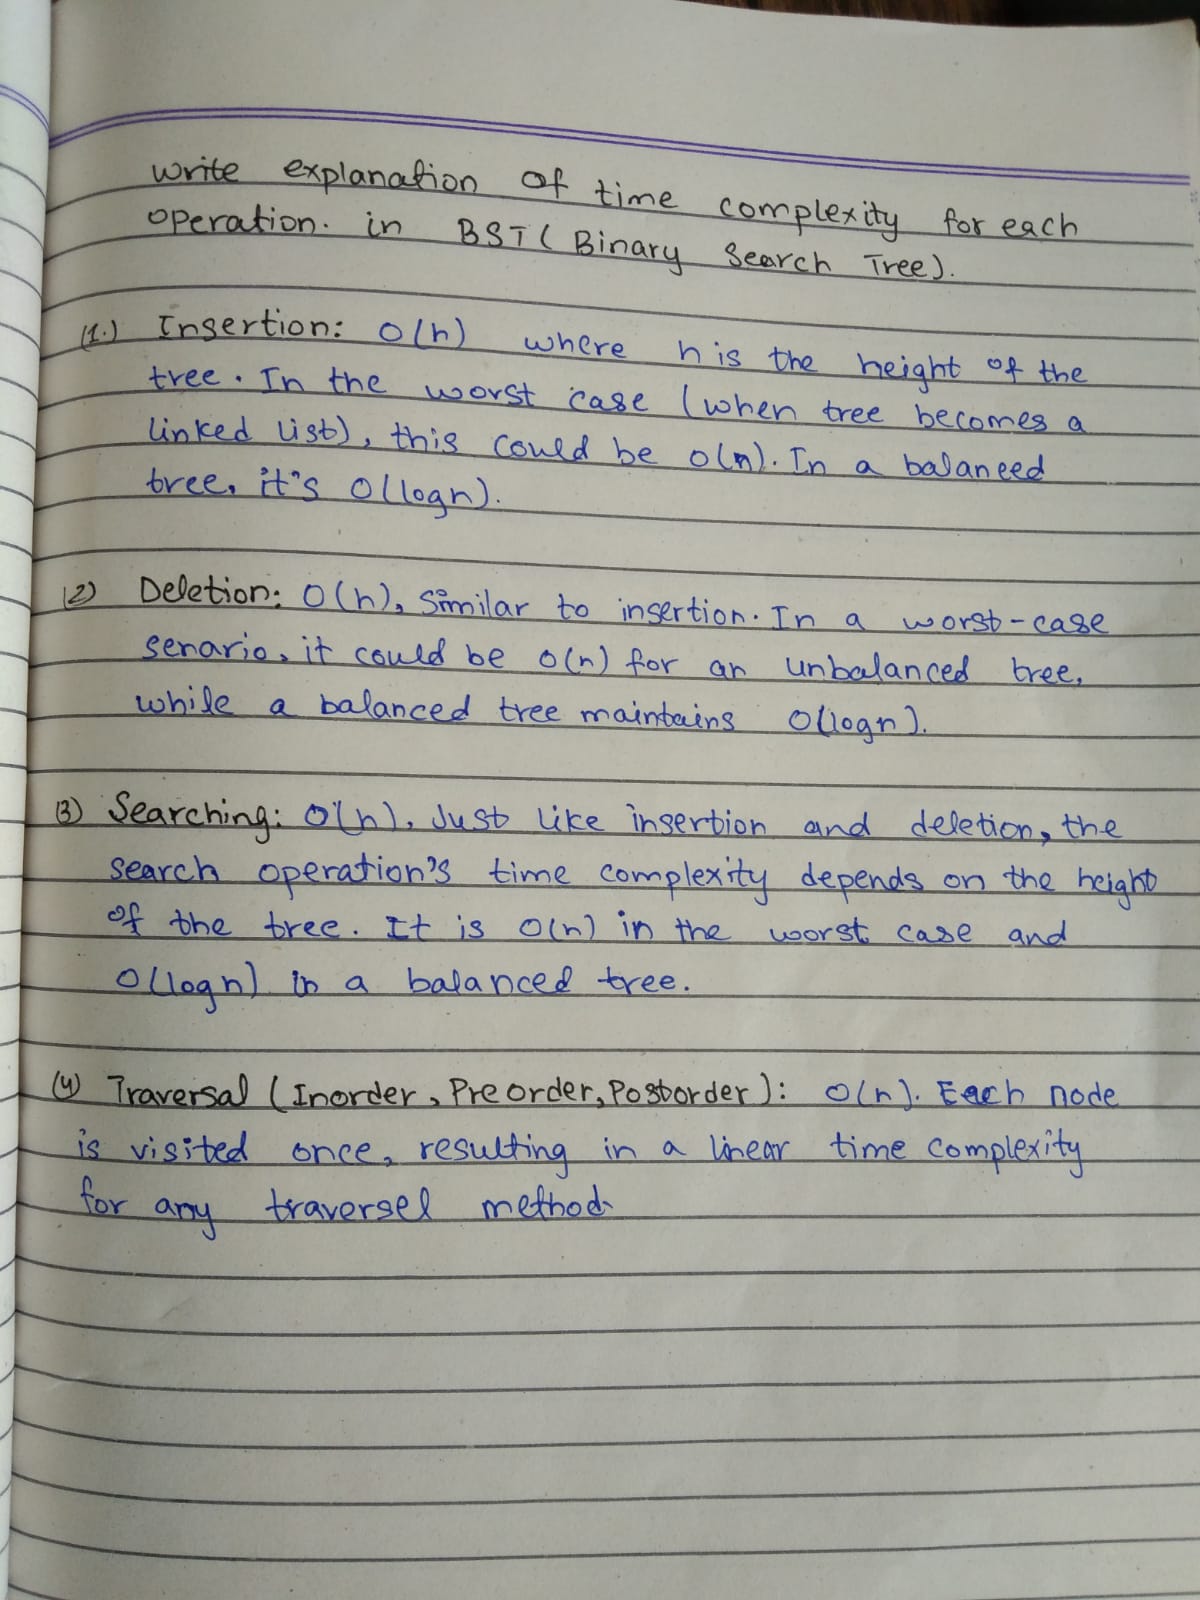 write explanation of time complexity for each
operation. in BST ( Binary Search Tree).
(1.) Insertion: O(h) where h is the height of the
tree. In the worst case (when tree becomes a
linked list), this could be O(n). In a balanced
tree, it's O(logn).
(2) Deletion: O(h), similar to insertion. In a worst-case
senario, it could be O(n) for an unbalanced tree,
while a balanced tree maintains O(logn).
(3) Searching: O(h), Just like insertion and deletion, the
search operation's time complexity depends on the height
of the tree. It is O(n) in the worst case and
O(logn) in a balanced tree.
(4) Traversal (Inorder, Preorder, Postorder): O(n). Each node
is visited once, resulting in a linear time complexity
for any traversel method.